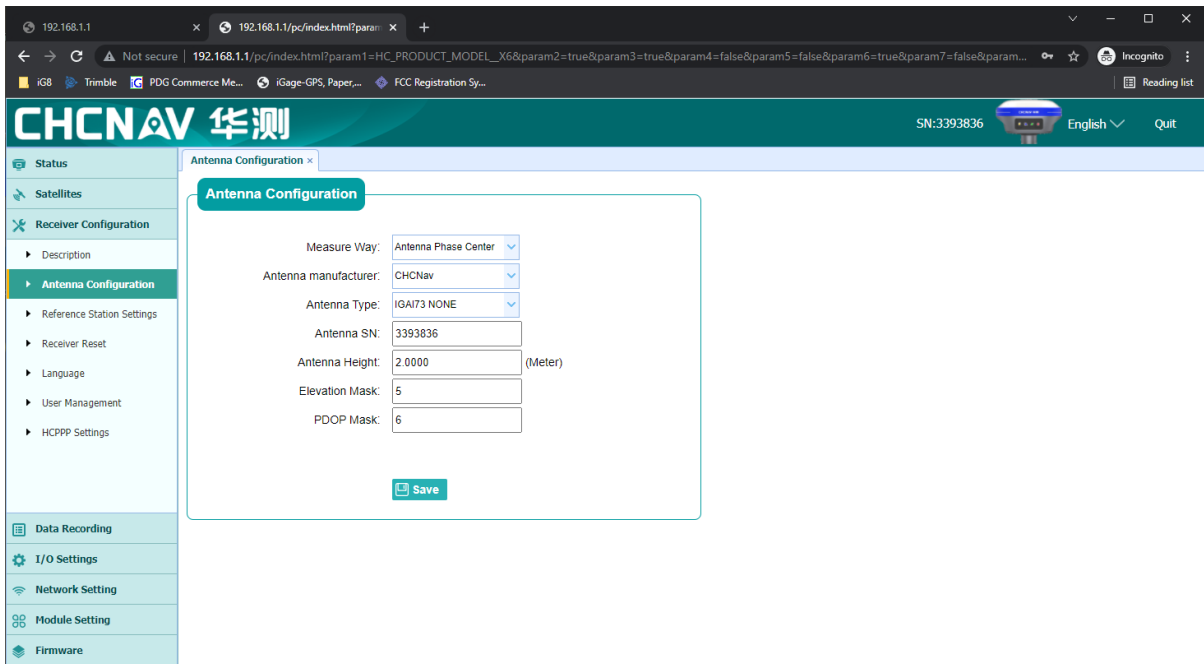 192.168.1.1
192.168.1.1/pc/index.html?param
Not secure 192.168.1.1/pc/index.html?param1=HC_PRODUCT_MODEL_X6&param2=true&param3=true&param4=false&param5=false&param6=true&param7=false&param... Incognito
iG8 Trimble PDG Commerce Me... iGage-GPS, Paper,... FCC Registration Sy... Reading list
CHCNAV 华测 SN:3393836 English Quit
Status
Satellites
Receiver Configuration
Description
Antenna Configuration
Reference Station Settings
Receiver Reset
Language
User Management
HCPPP Settings
Data Recording
I/O Settings
Network Setting
Module Setting
Firmware
Antenna Configuration ×
Antenna Configuration
Measure Way: Antenna Phase Center
Antenna manufacturer: CHCNav
Antenna Type: IGAI73 NONE
Antenna SN: 3393836
Antenna Height: 2.0000 (Meter)
Elevation Mask: 5
PDOP Mask: 6
Save